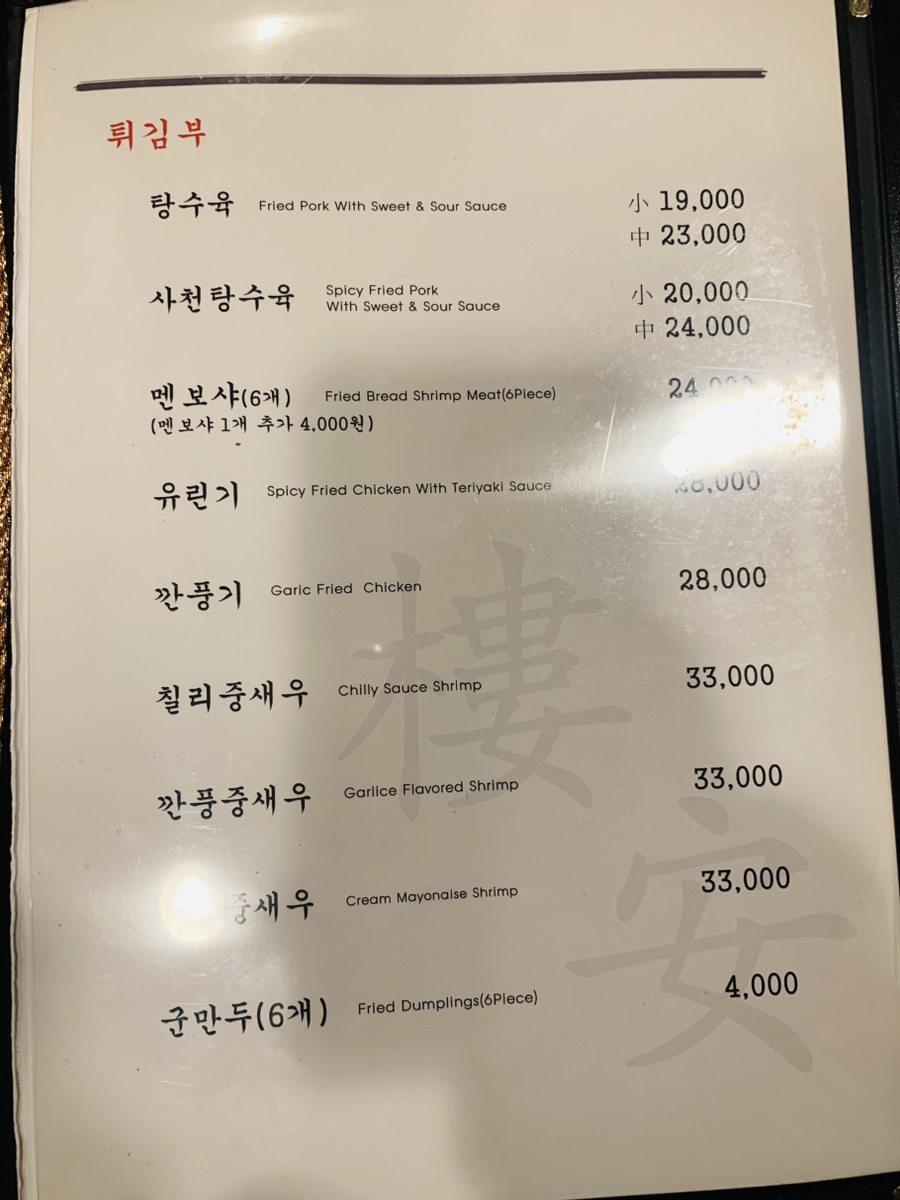 튀김부
탕수육 Fried Pork With Sweet & Sour Sauce 小 19,000
中 23,000
사천탕수육 Spicy Fried Pork With Sweet & Sour Sauce 小 20,000
中 24,000
멘보샤(6개) Fried Bread Shrimp Meat(6Piece)
(멘보샤 1개 추가 4,000원)
유린기 Spicy Fried Chicken With Teriyaki Sauce 28,000
깐풍기 Garic Fried Chicken 28,000
칠리중새우 Chilly Sauce Shrimp 33,000
깐풍중새우 Garlice Flavored Shrimp 33,000
중새우 Cream Mayonaise Shrimp 33,000
군만두(6개) Fried Dumplings(6Piece) 4,000
樓
安